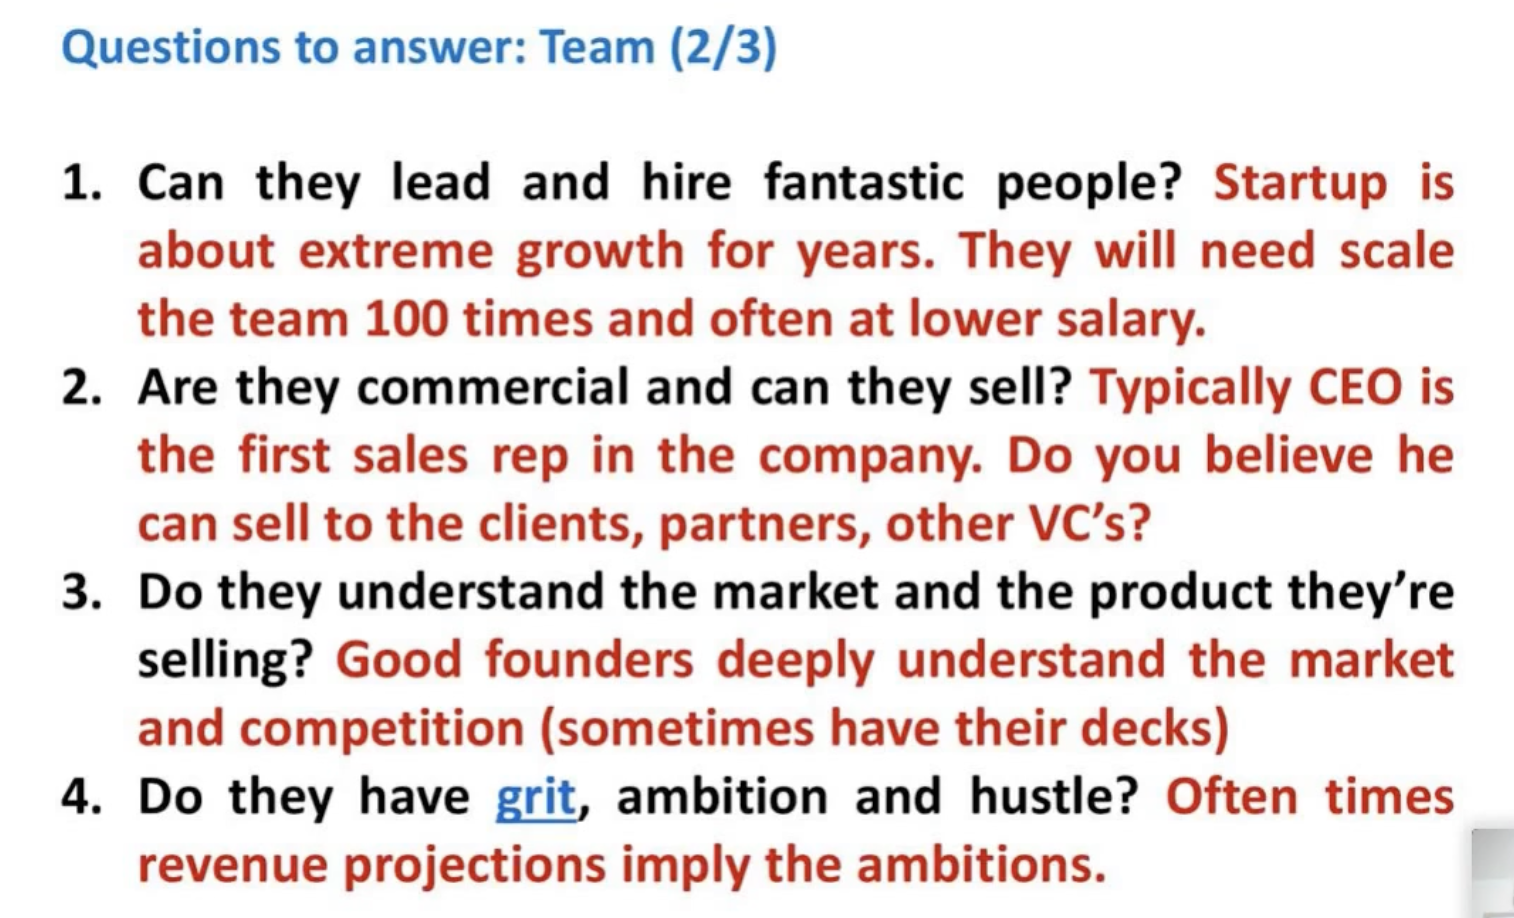 Questions to answer: Team (2/3)
1. Can they lead and hire fantastic people? Startup is
about extreme growth for years. They will need scale
the team 100 times and often at lower salary.
2. Are they commercial and can they sell? Typically CEO is
the first sales rep in the company. Do you believe he
can sell to the clients, partners, other VC’s?
3. Do they understand the market and the product they’re
selling? Good founders deeply understand the market
and competition (sometimes have their decks)
4. Do they have grit, ambition and hustle? Often times
revenue projections imply the ambitions.